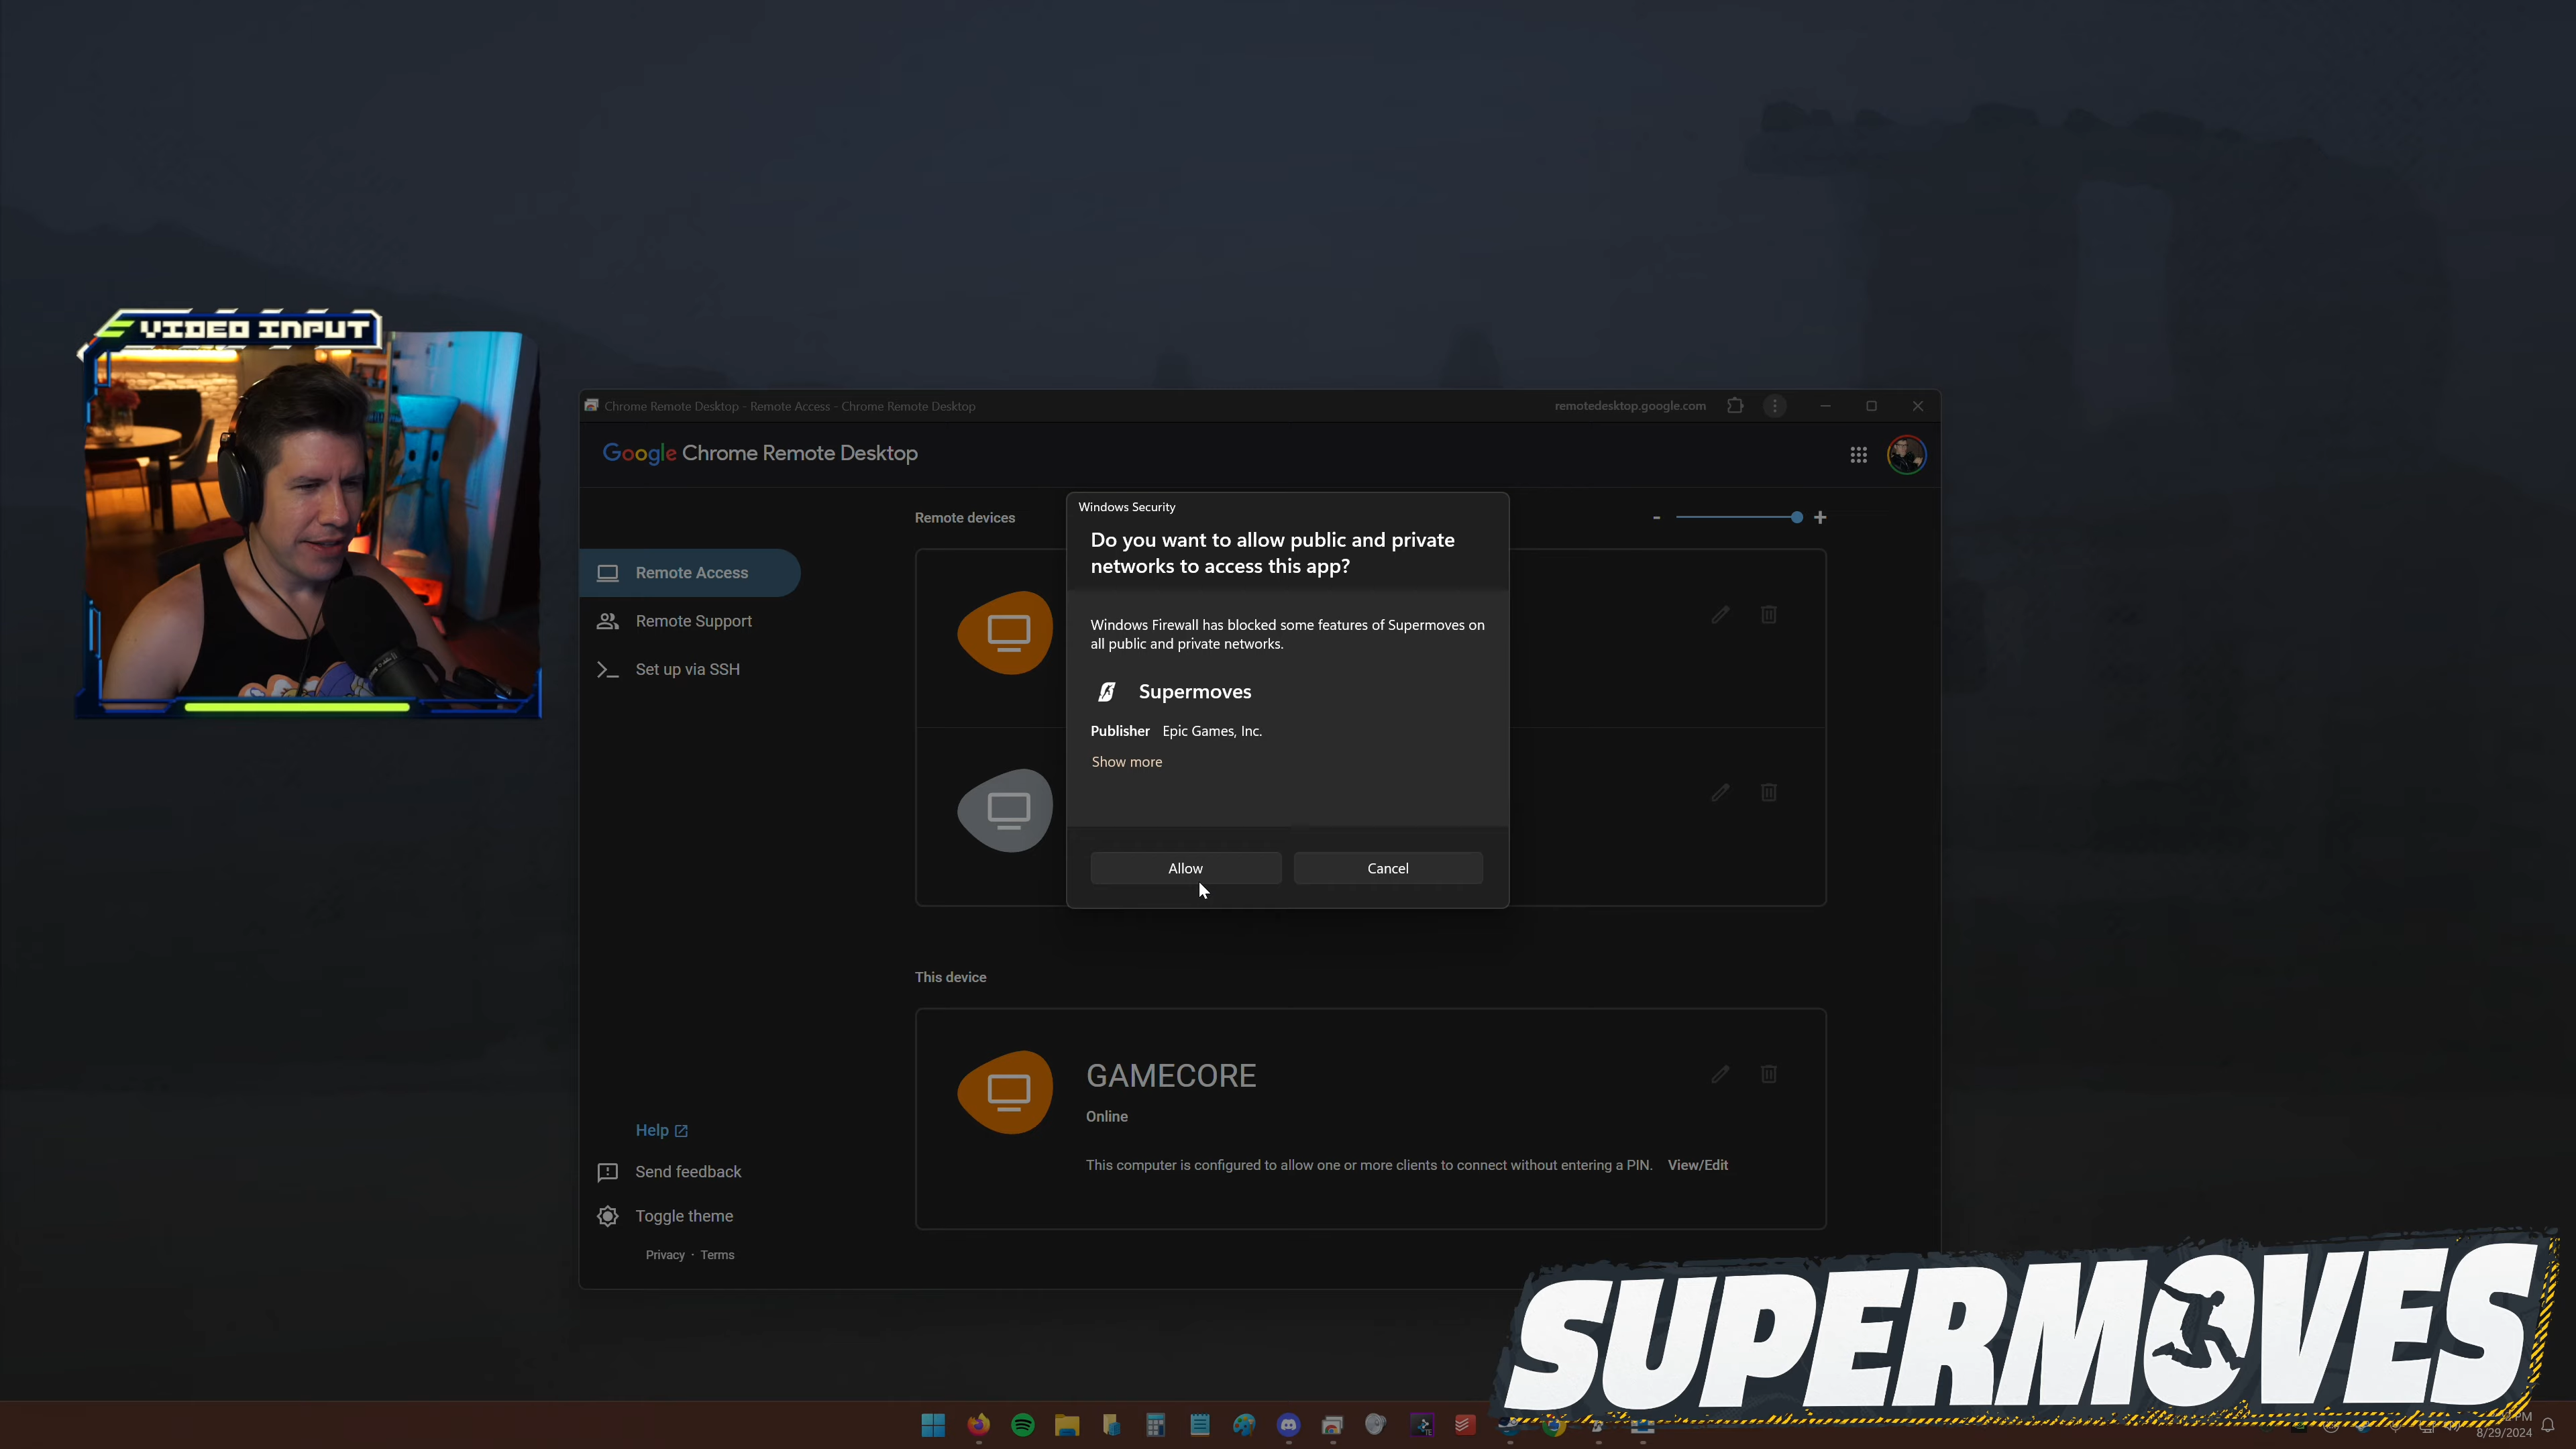 VIDEO INPUT
Chrome Remote Desktop - Remote Access - Chrome Remote Desktop
remotedesktop.google.com
Google Chrome Remote Desktop
Remote Access
Remote Support
Set up via SSH
Remote devices
- +
Windows Security
Do you want to allow public and private
networks to access this app?
Windows Firewall has blocked some features of Supermoves on
all public and private networks.
Supermoves
Publisher Epic Games, Inc.
Show more
Allow
Cancel
This device
GAMECORE
Online
This computer is configured to allow one or more clients to connect without entering a PIN. View/Edit
Help
Send feedback
Toggle theme
Privacy · Terms
SUPERMOVES
PM
8/29/2024